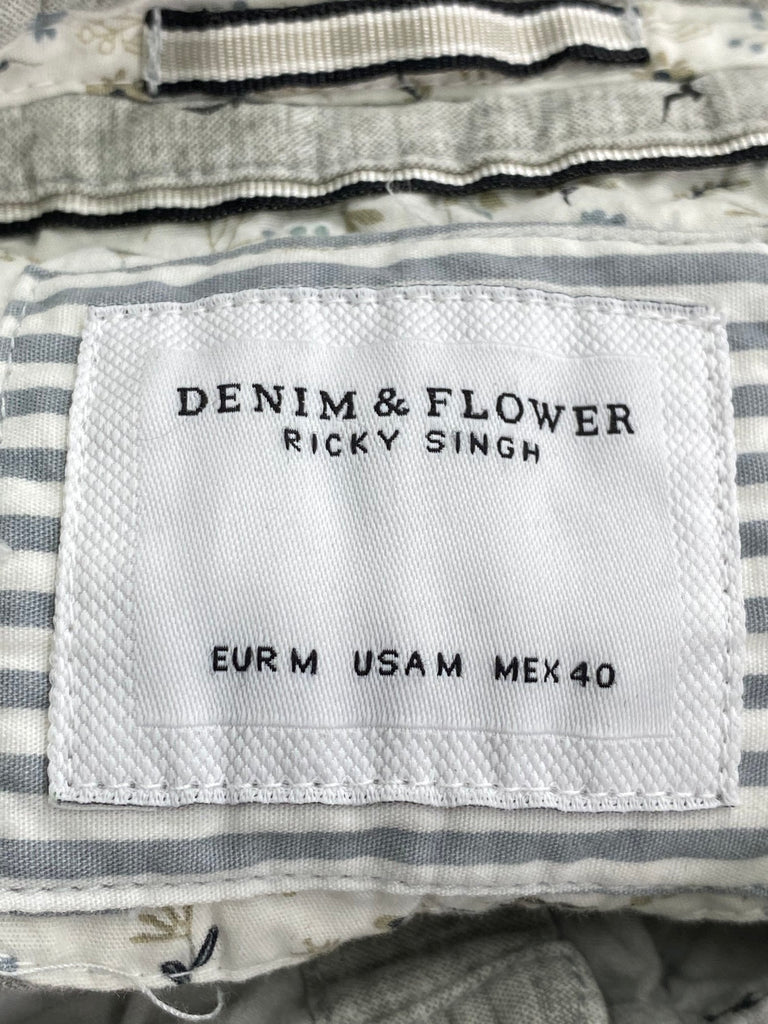 DENIM & FLOWER
RICKY SINGH
EUR M USA M MEX 40